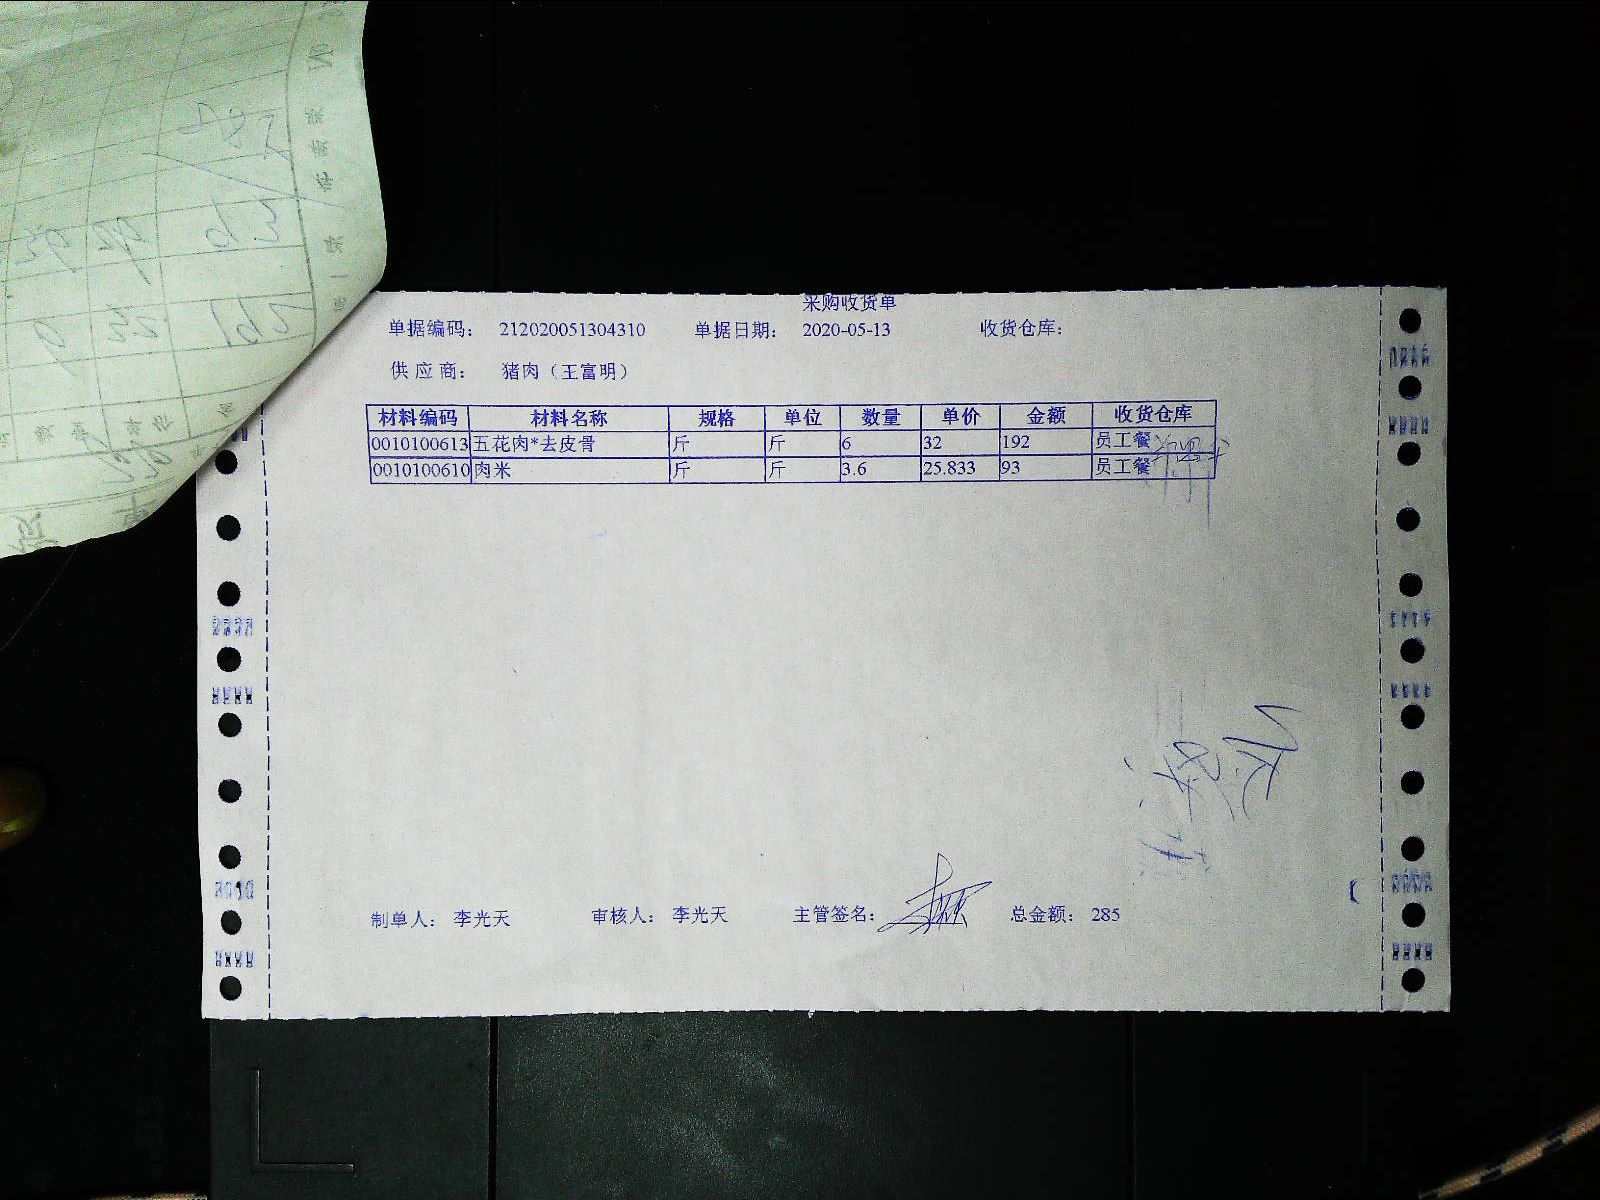 采购收货单
单据编码： 212020051304310 单据日期： 2020-05-13 收货仓库：
供应商： 猪肉（王富明）
材料编码 材料名称 规格 单位 数量 单价 金额 收货仓库
0010100613 五花肉*去皮骨 斤 斤 6 32 192 员工餐
0010100610 肉米 斤 斤 3.6 25.833 93 员工餐
制单人： 李光天 审核人： 李光天 主管签名： 总金额： 285